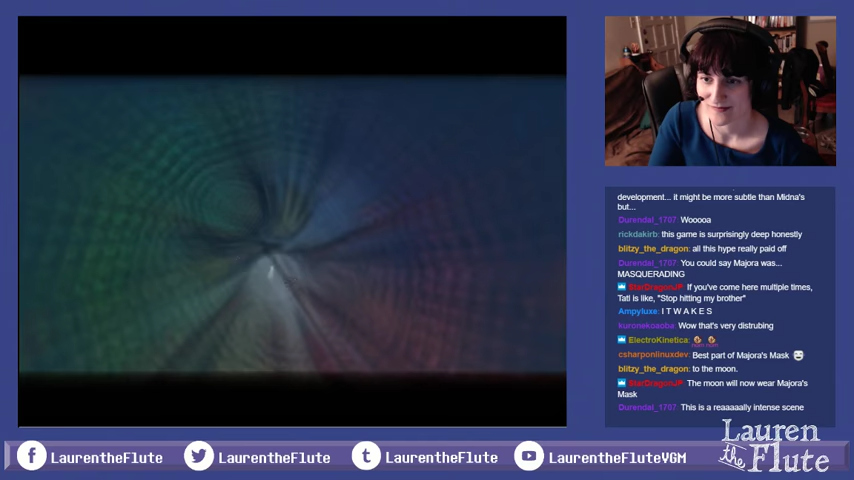 development... it might be more subtle than Midna's
but...
Durendal_1707 Wooooa
rickdakirb: this game is surprisingly deep honestly
blitzy_the_dragon: all this hype really paid off
Durendal_1707: You could say Majora was...
MASQUERADING
StarDragonJP: If you've come here multiple times,
Tatl is like, "Stop hitting my brother"
Ampyluxe: I T W A K E S
kuronekoaoba: Wow that's very distrubing
ElectroKinetica:
csharponlinuxdev: Best part of Majora's Mask
blitzy_the_dragon: to the moon.
StarDragonJP: The moon will now wear Majora's
Mask
Durendal_1707: This is a reaaaaally intense scene
Lauren
the Flute
LaurentheFlute
LaurentheFlute
LaurentheFlute
LaurentheFluteVGM